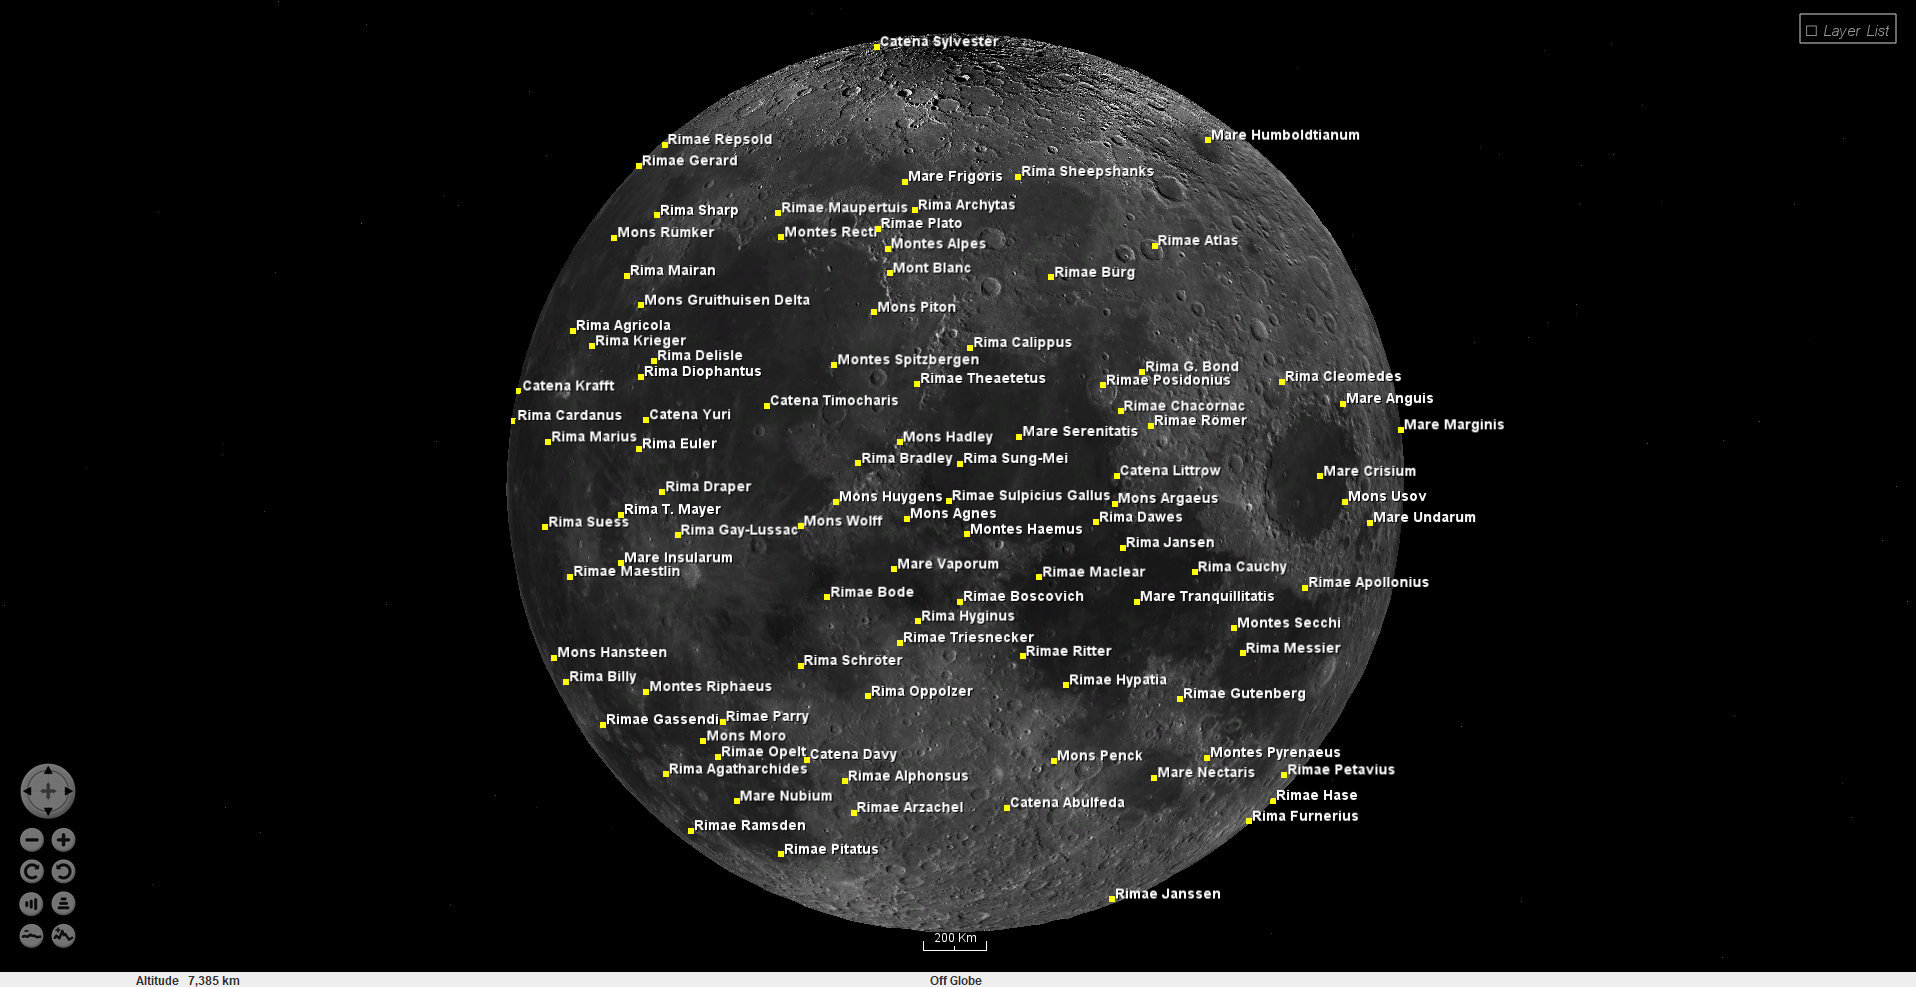 Catena Sylvester
☐ Layer List
Mare Humboldtianum
Rimae Repsold
Rimae Gerard
Rima Sheepshanks
Mare Frigoris
Rima Archytas
Rimae Maupertuis
Rima Sharp
Rimae Plato
Montes Recti
Mons Rümker
Rimae Atlas
Montes Alpes
Mont Blanc
Rima Mairan
Rimae Bürg
Mons Gruithuisen Delta
Mons Piton
Rima Agricola
Rima Krieger
Rima Calippus
Rima Delisle
Montes Spitzbergen
Rima G. Bond
Rima Diophantus
Rimae Theaetetus
Rimae Posidonius
Rima Cleomedes
Catena Krafft
Mare Anguis
Catena Timocharis
Rimae Chacornac
Rima Cardanus
Catena Yuri
Rimae Römer
Mare Marginis
Mare Serenitatis
Rima Marius
Mons Hadley
Rima Euler
Rima Bradley
Rima Sung-Mei
Catena Littrow
Mare Crisium
Rima Draper
Mons Huygens
Rimae Sulpicius Gallus
Mons Argaeus
Mons Usov
Rima T. Mayer
Mons Agnes
Rima Dawes
Mare Undarum
Rima Suess
Mons Wolff
Rima Gay-Lussac
Montes Haemus
Rima Jansen
Mare Insularum
Mare Vaporum
Rima Cauchy
Rimae Maestlin
Rimae Maclear
Rimae Apollonius
Rimae Bode
Rimae Boscovich
Mare Tranquillitatis
Rima Hyginus
Montes Secchi
Rimae Triesnecker
Rima Messier
Mons Hansteen
Rimae Ritter
Rima Schröter
Rima Billy
Rimae Hypatia
Montes Riphaeus
Rima Oppolzer
Rimae Gutenberg
Rimae Gassendi
Rimae Parry
Mons Moro
Rimae Opelt
Catena Davy
Mons Penck
Montes Pyrenaeus
Rima Agatharchides
Rimae Alphonsus
Mare Nectaris
Rimae Petavius
Mare Nubium
Rimae Hase
Rimae Arzachel
Catena Abulfeda
Rima Furnerius
Rimae Ramsden
Rimae Pitatus
Rimae Janssen
200 Km
Altitude 7,385 km
Off Globe